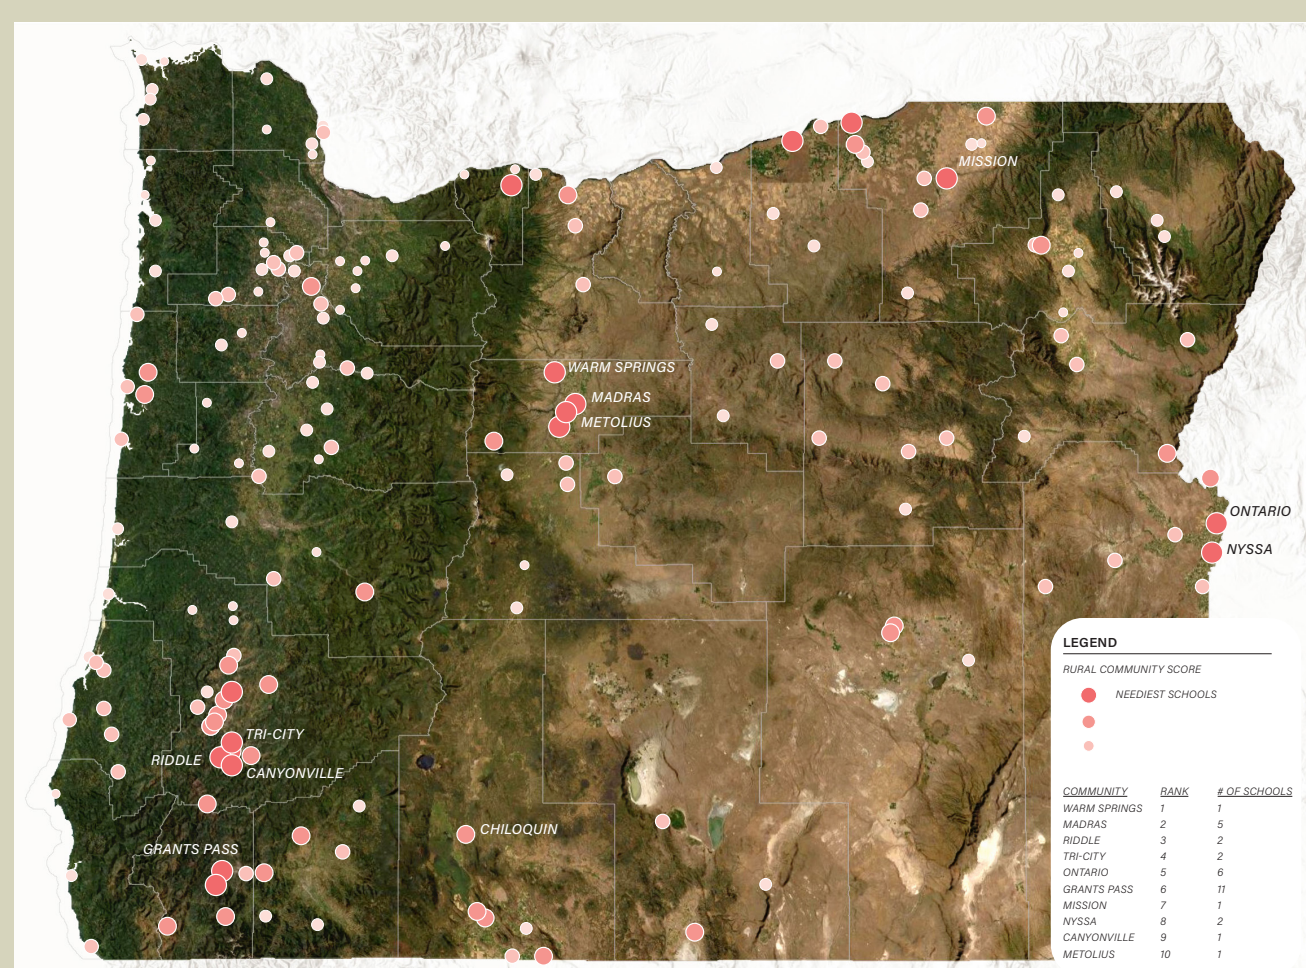 MISSION
WARM SPRINGS
MADRAS
METOLIUS
ONTARIO
NYSSA
TRI-CITY
RIDDLE
CANYONVILLE
CHILOQUIN
GRANTS PASS
LEGEND
RURAL COMMUNITY SCORE
NEEDIEST SCHOOLS
COMMUNITY RANK # OF SCHOOLS
WARM SPRINGS 1 1
MADRAS 2 5
RIDDLE 3 2
TRI-CITY 4 2
ONTARIO 5 6
GRANTS PASS 6 11
MISSION 7 1
NYSSA 8 2
CANYONVILLE 9 1
METOLIUS 10 1